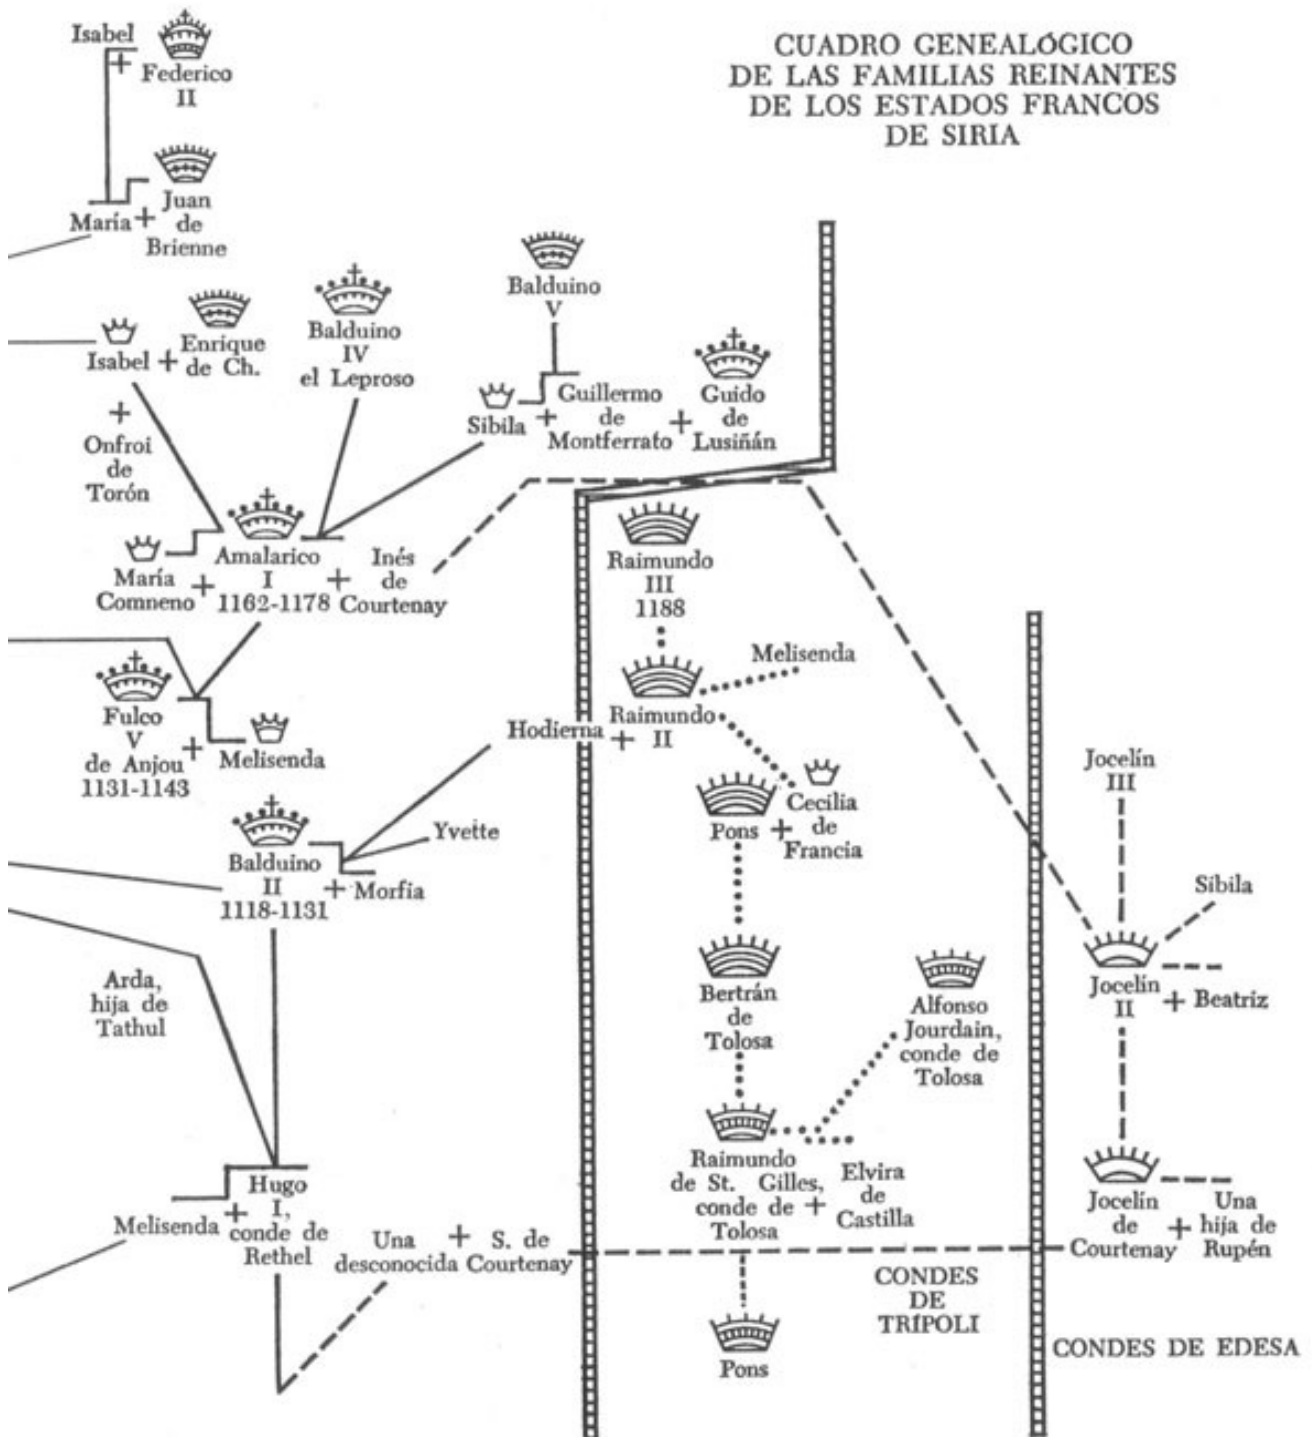 CUADRO GENEALÓGICO
DE LAS FAMILIAS REINANTES
DE LOS ESTADOS FRANCOS
DE SIRIA
Isabel
+
Federico
II
María
+
Juan
de
Brienne
Isabel
+
Enrique
de Ch.
+
Onfroi
de
Torón
Balduino
IV
el Leproso
Balduino
V
Sibila
+
Guillermo
de
Montferrato
+
Guido
de
Lusiñán
María
Comneno
+
Amalarico
I
1162-1178
+
Inés
de
Courtenay
Fulco
V
de Anjou
1131-1143
+
Melisenda
Balduino
II
1118-1131
+
Morfia
Yvette
Hodierna
+
Raimundo
II
Raimundo
III
1188
Melisenda
Pons
+
Cecilia
de
Francia
Bertrán
de
Tolosa
Alfonso
Jourdain,
conde de
Tolosa
Raimundo
de St. Gilles,
conde de
Tolosa
+
Elvira
de
Castilla
Pons
CONDES
DE
TRÍPOLI
Jocelín
III
Sibila
Jocelín
II
+
Beatriz
Jocelín
de
Courtenay
+
Una
hija de
Rupén
CONDES DE EDESA
Arda,
hija de
Tathul
Melisenda
+
Hugo
I,
conde de
Rethel
Una
desconocida
+
S. de
Courtenay